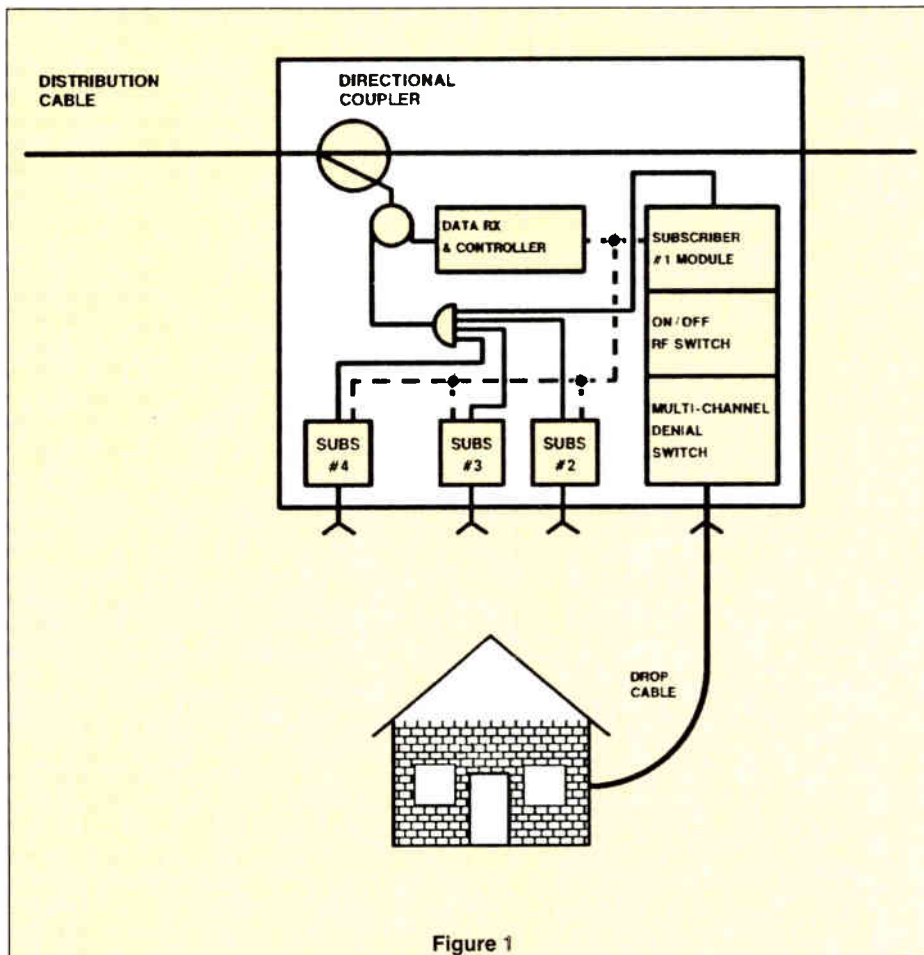 DISTRIBUTION
CABLE
DIRECTIONAL
COUPLER
DATA RX
& CONTROLLER
SUBSCRIBER
#1 MODULE
ON/OFF
RF SWITCH
MULTI-CHANNEL
DENIAL
SWITCH
SUBS
#4
SUBS
#3
SUBS
#2
DROP
CABLE
Figure 1